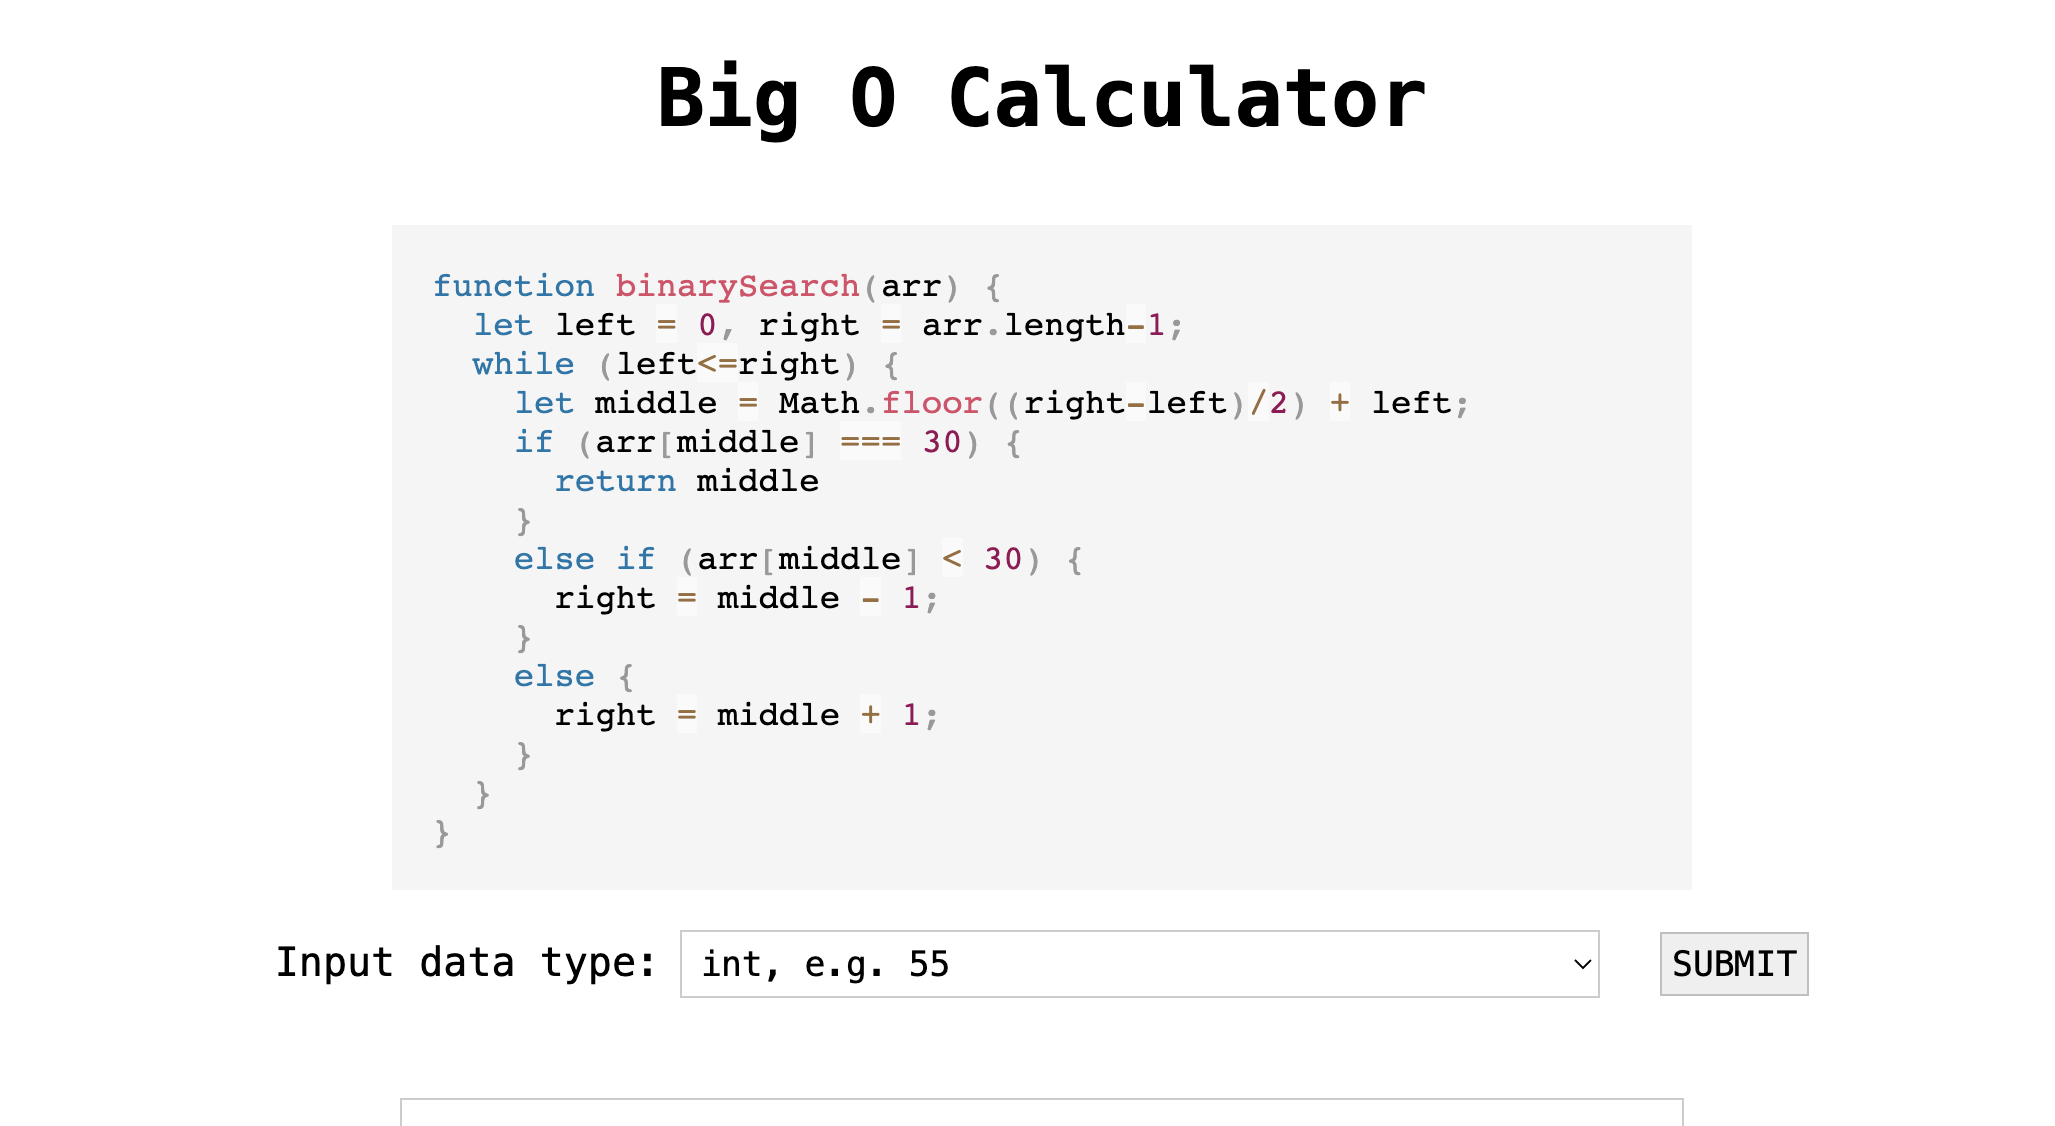 Big O Calculator
function binarySearch(arr) {
  let left = 0, right = arr.length-1;
  while (left<=right) {
    let middle = Math.floor((right-left)/2) + left;
    if (arr[middle] === 30) {
      return middle
    }
    else if (arr[middle] < 30) {
      right = middle - 1;
    }
    else {
      right = middle + 1;
    }
  }
}
Input data type: int, e.g. 55 SUBMIT